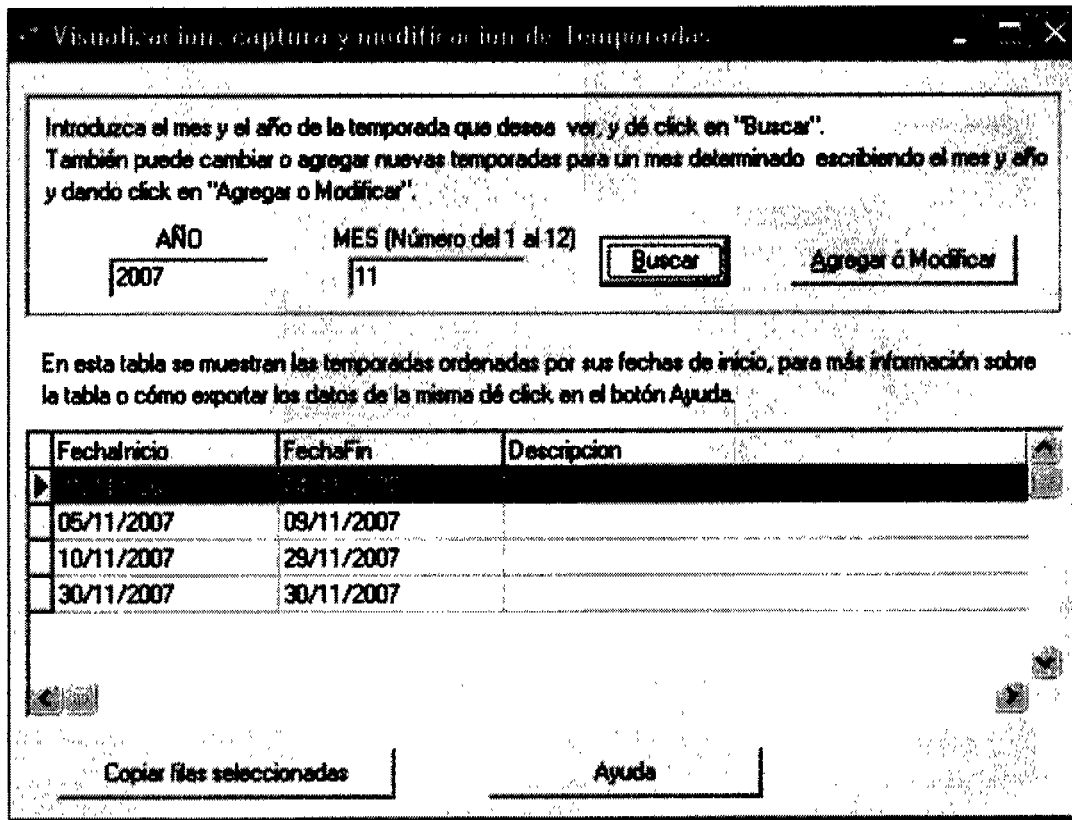 Visualizacion, captura y modificacion de Temporadas
Introduzca el mes y el año de la temporada que desea ver, y dé click en "Buscar".
También puede cambiar o agregar nuevas temporadas para un mes determinado escribiendo el mes y año
y dando click en "Agregar o Modificar".
AÑO MES (Número del 1 al 12)
2007 11 Buscar Agregar ó Modificar
En esta tabla se muestran las temporadas ordenadas por sus fechas de inicio, para más información sobre
la tabla o cómo exportar los datos de la misma dé click en el botón Ayuda.
FechaInicio FechaFin Descripcion
05/11/2007 09/11/2007
10/11/2007 29/11/2007
30/11/2007 30/11/2007
Copiar filas seleccionadas Ayuda